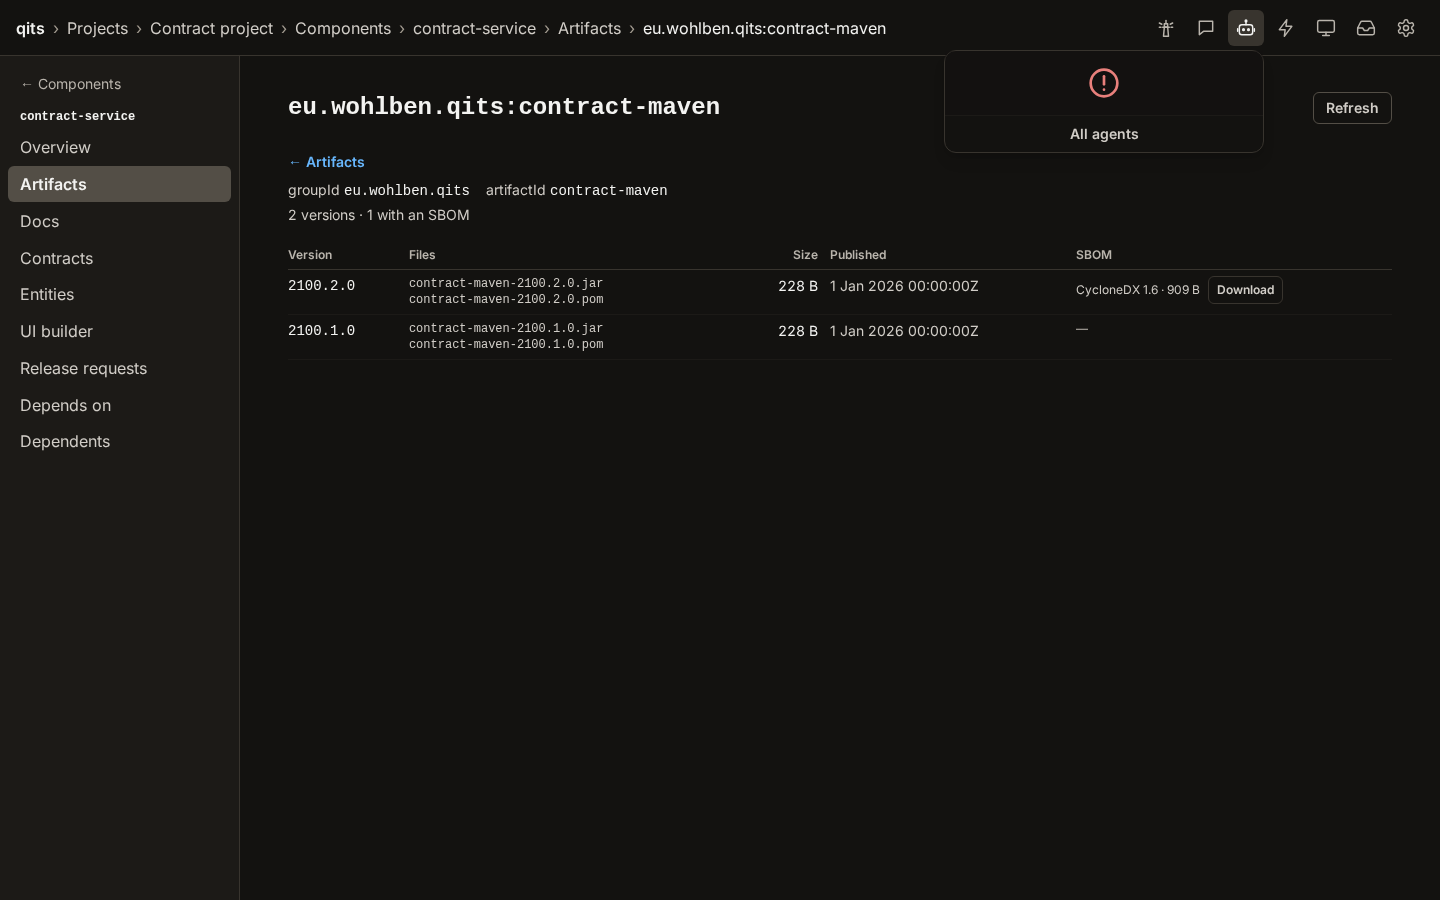 qits › Projects › Contract project › Components › contract-service › Artifacts › eu.wohlben.qits:contract-maven
← Components
contract-service
Overview
Artifacts
Docs
Contracts
Entities
UI builder
Release requests
Depends on
Dependents
eu.wohlben.qits:contract-maven
All agents
Refresh
← Artifacts
groupId eu.wohlben.qits artifactId contract-maven
2 versions · 1 with an SBOM
Version Files Size Published SBOM
2100.2.0 contract-maven-2100.2.0.jar 228 B 1 Jan 2026 00:00:00Z CycloneDX 1.6 · 909 B Download
contract-maven-2100.2.0.pom
2100.1.0 contract-maven-2100.1.0.jar 228 B 1 Jan 2026 00:00:00Z —
contract-maven-2100.1.0.pom